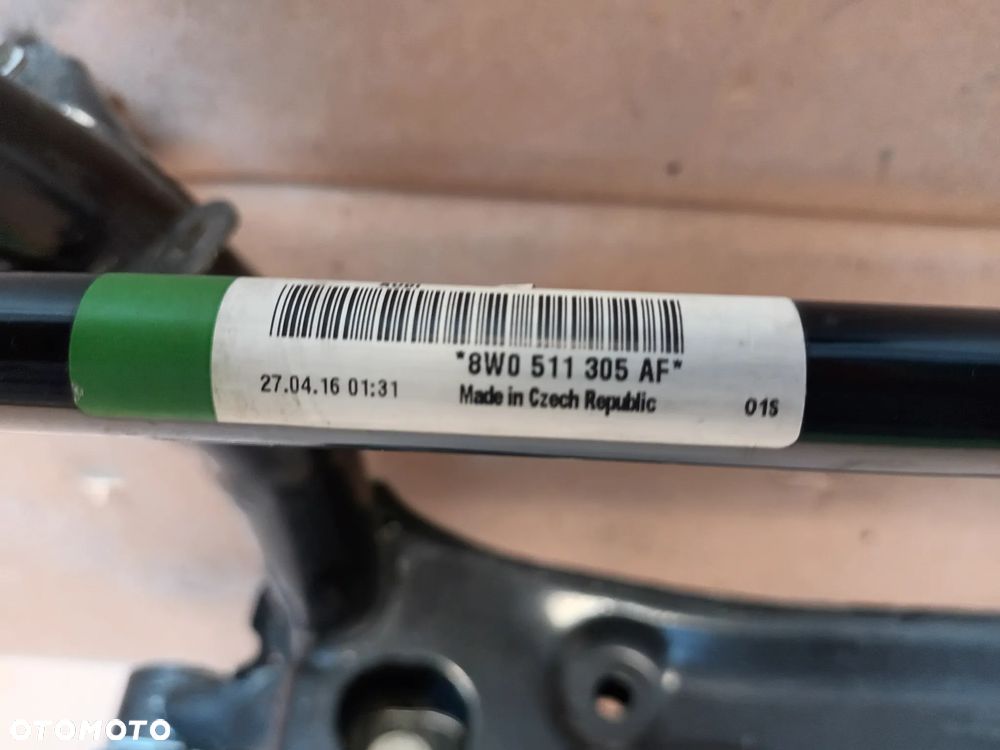 *8W0 511 305 AF*
27.04.16 01:31
Made in Czech Republic
01S
OTOMOTO